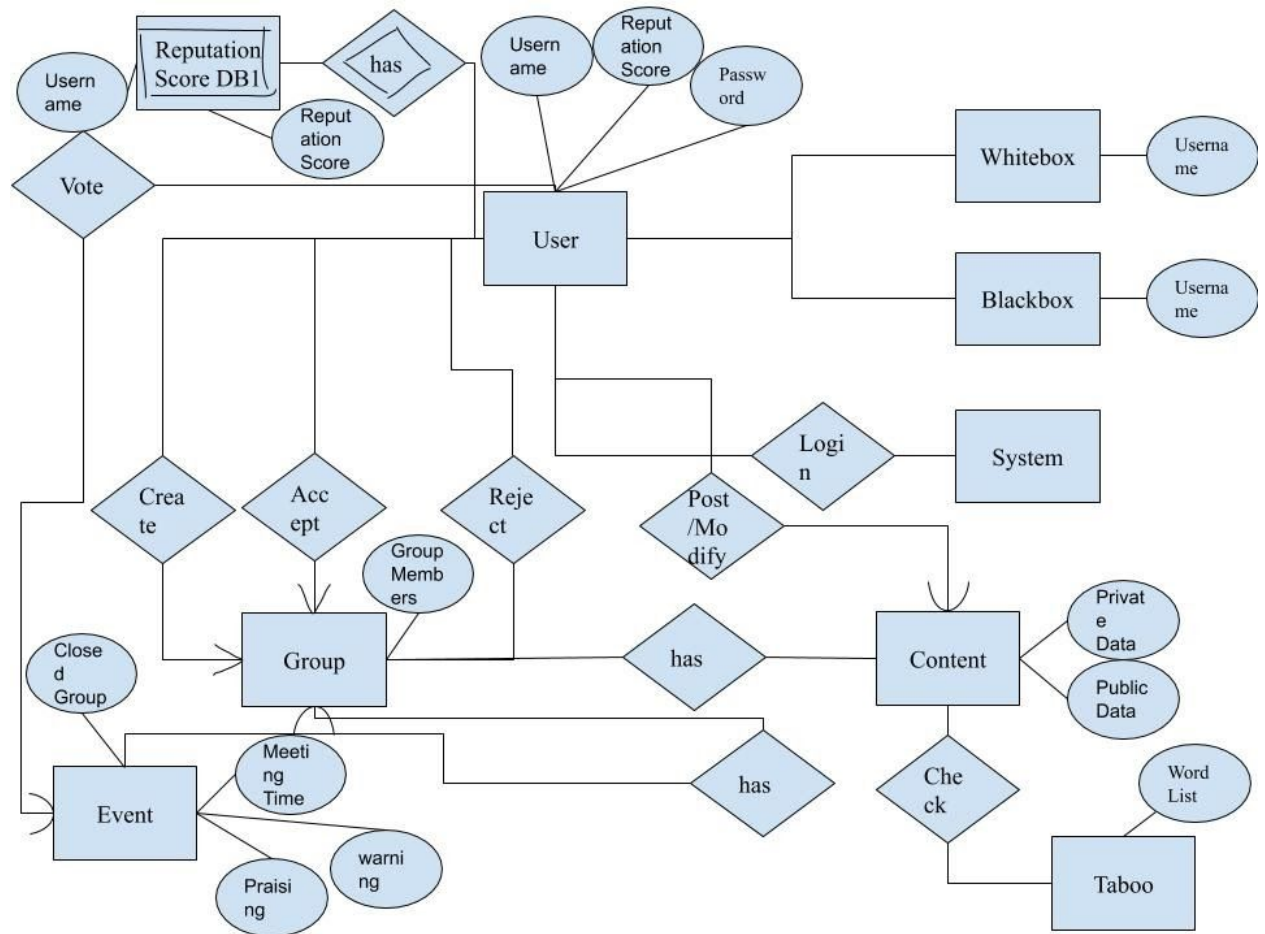 Usern
ame
Reputation
Score DB1
has
Usern
ame
Reput
ation
Score
Passw
ord
Reput
ation
Score
Vote
User
Whitebox
Userna
me
Blackbox
Userna
me
Logi
n
System
Crea
te
Acc
ept
Reje
ct
Post
/Mo
dify
Group
Memb
ers
Close
d
Group
Group
has
Content
Privat
e
Data
Public
Data
Meeti
ng
Time
has
Che
ck
Word
List
Event
warni
ng
Praisi
ng
Taboo